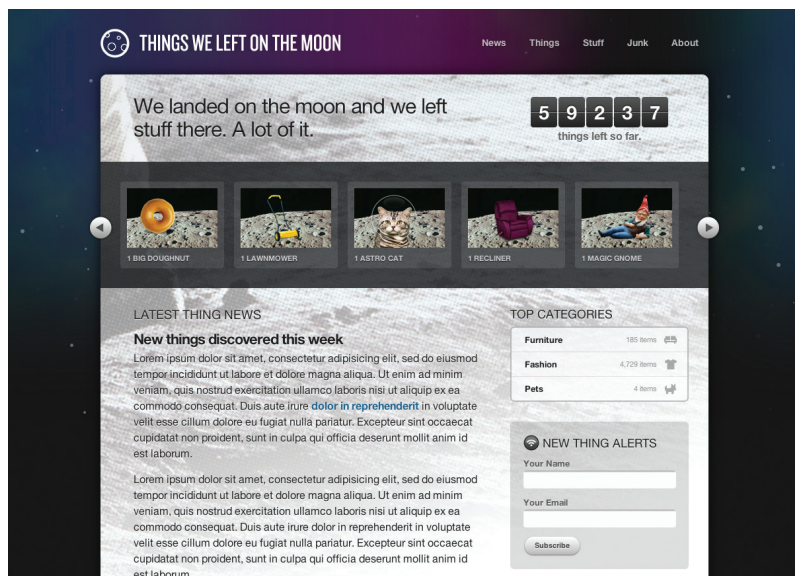 THINGS WE LEFT ON THE MOON
News Things Stuff Junk About
We landed on the moon and we left
stuff there. A lot of it.
5 9 2 3 7
things left so far.
1 BIG DOUGHNUT
1 LAWNMOWER
1 ASTRO CAT
1 RECLINER
1 MAGIC GNOME
LATEST THING NEWS
New things discovered this week
Lorem ipsum dolor sit amet, consectetur adipisicing elit, sed do eiusmod
tempor incididunt ut labore et dolore magna aliqua. Ut enim ad minim
veniam, quis nostrud exercitation ullamco laboris nisi ut aliquip ex ea
commodo consequat. Duis aute irure dolor in reprehenderit in voluptate
velit esse cillum dolore eu fugiat nulla pariatur. Excepteur sint occaecat
cupidatat non proident, sunt in culpa qui officia deserunt mollit anim id
est laborum.
Lorem ipsum dolor sit amet, consectetur adipisicing elit, sed do eiusmod
tempor incididunt ut labore et dolore magna aliqua. Ut enim ad minim
veniam, quis nostrud exercitation ullamco laboris nisi ut aliquip ex ea
commodo consequat. Duis aute irure dolor in reprehenderit in voluptate
velit esse cillum dolore eu fugiat nulla pariatur. Excepteur sint occaecat
cupidatat non proident, sunt in culpa qui officia deserunt mollit anim id
est laborum.
TOP CATEGORIES
Furniture 185 items
Fashion 4,729 items
Pets 4 items
NEW THING ALERTS
Your Name
Your Email
Subscribe